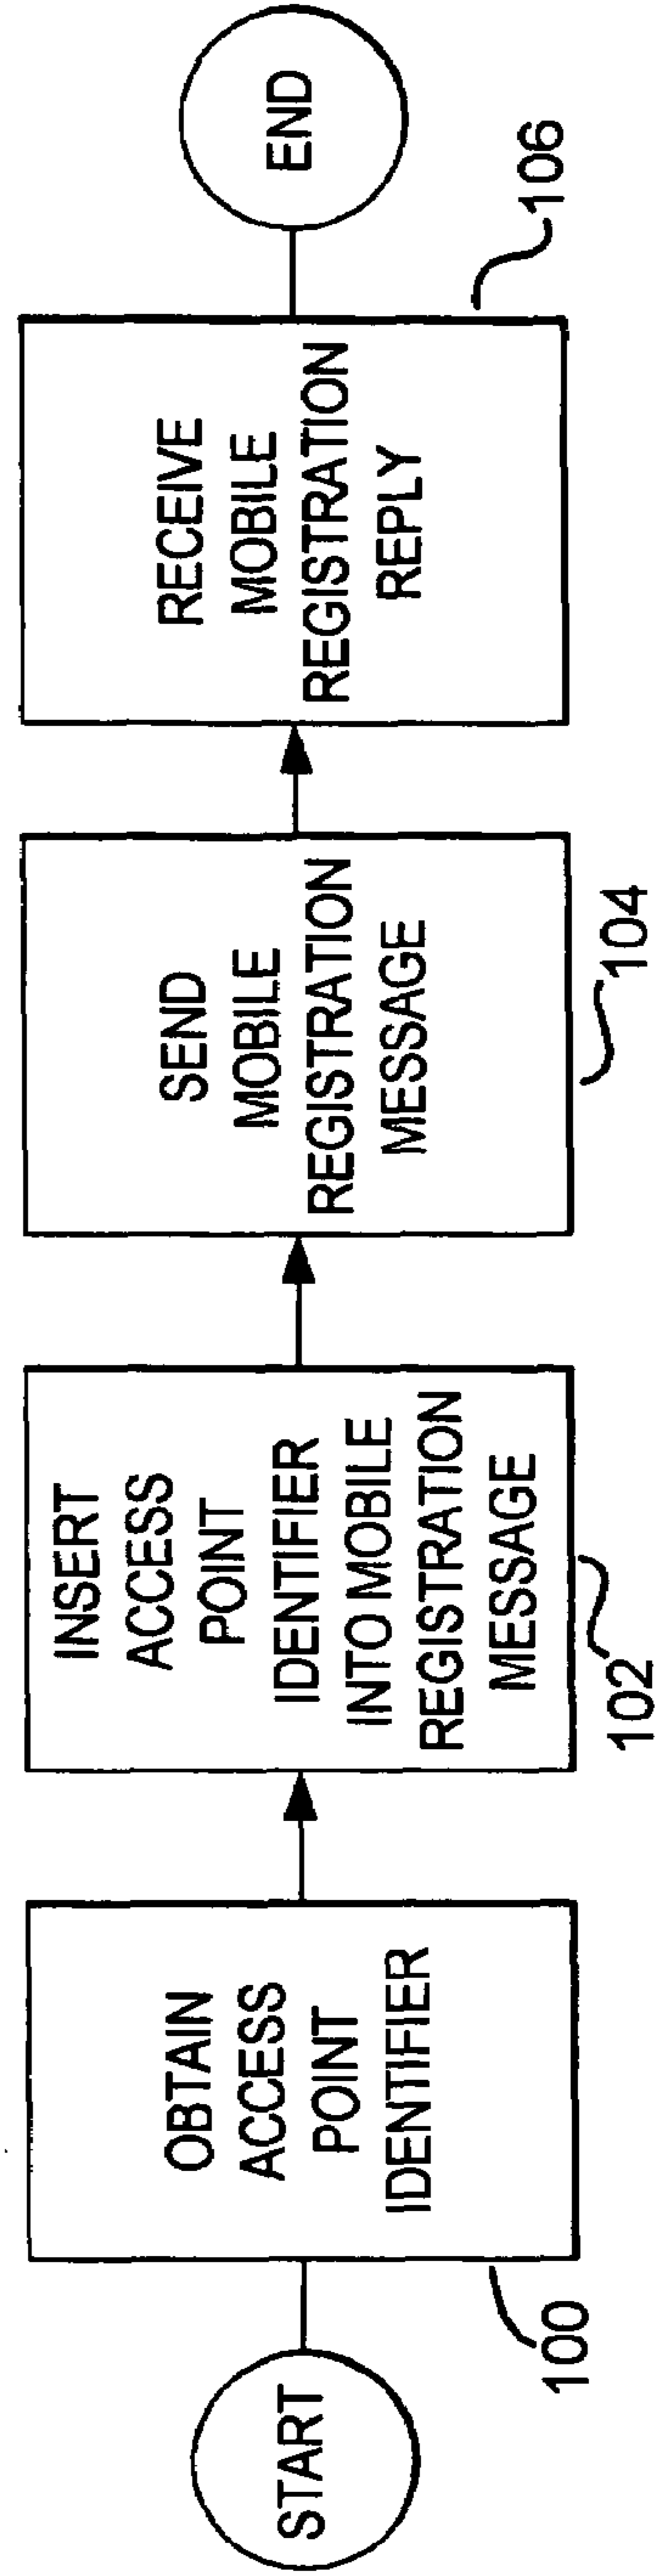 START
OBTAIN
ACCESS
POINT
IDENTIFIER
100
INSERT
ACCESS
POINT
IDENTIFIER
INTO MOBILE
REGISTRATION
MESSAGE
102
SEND
MOBILE
REGISTRATION
MESSAGE
104
RECEIVE
MOBILE
REGISTRATION
REPLY
106
END